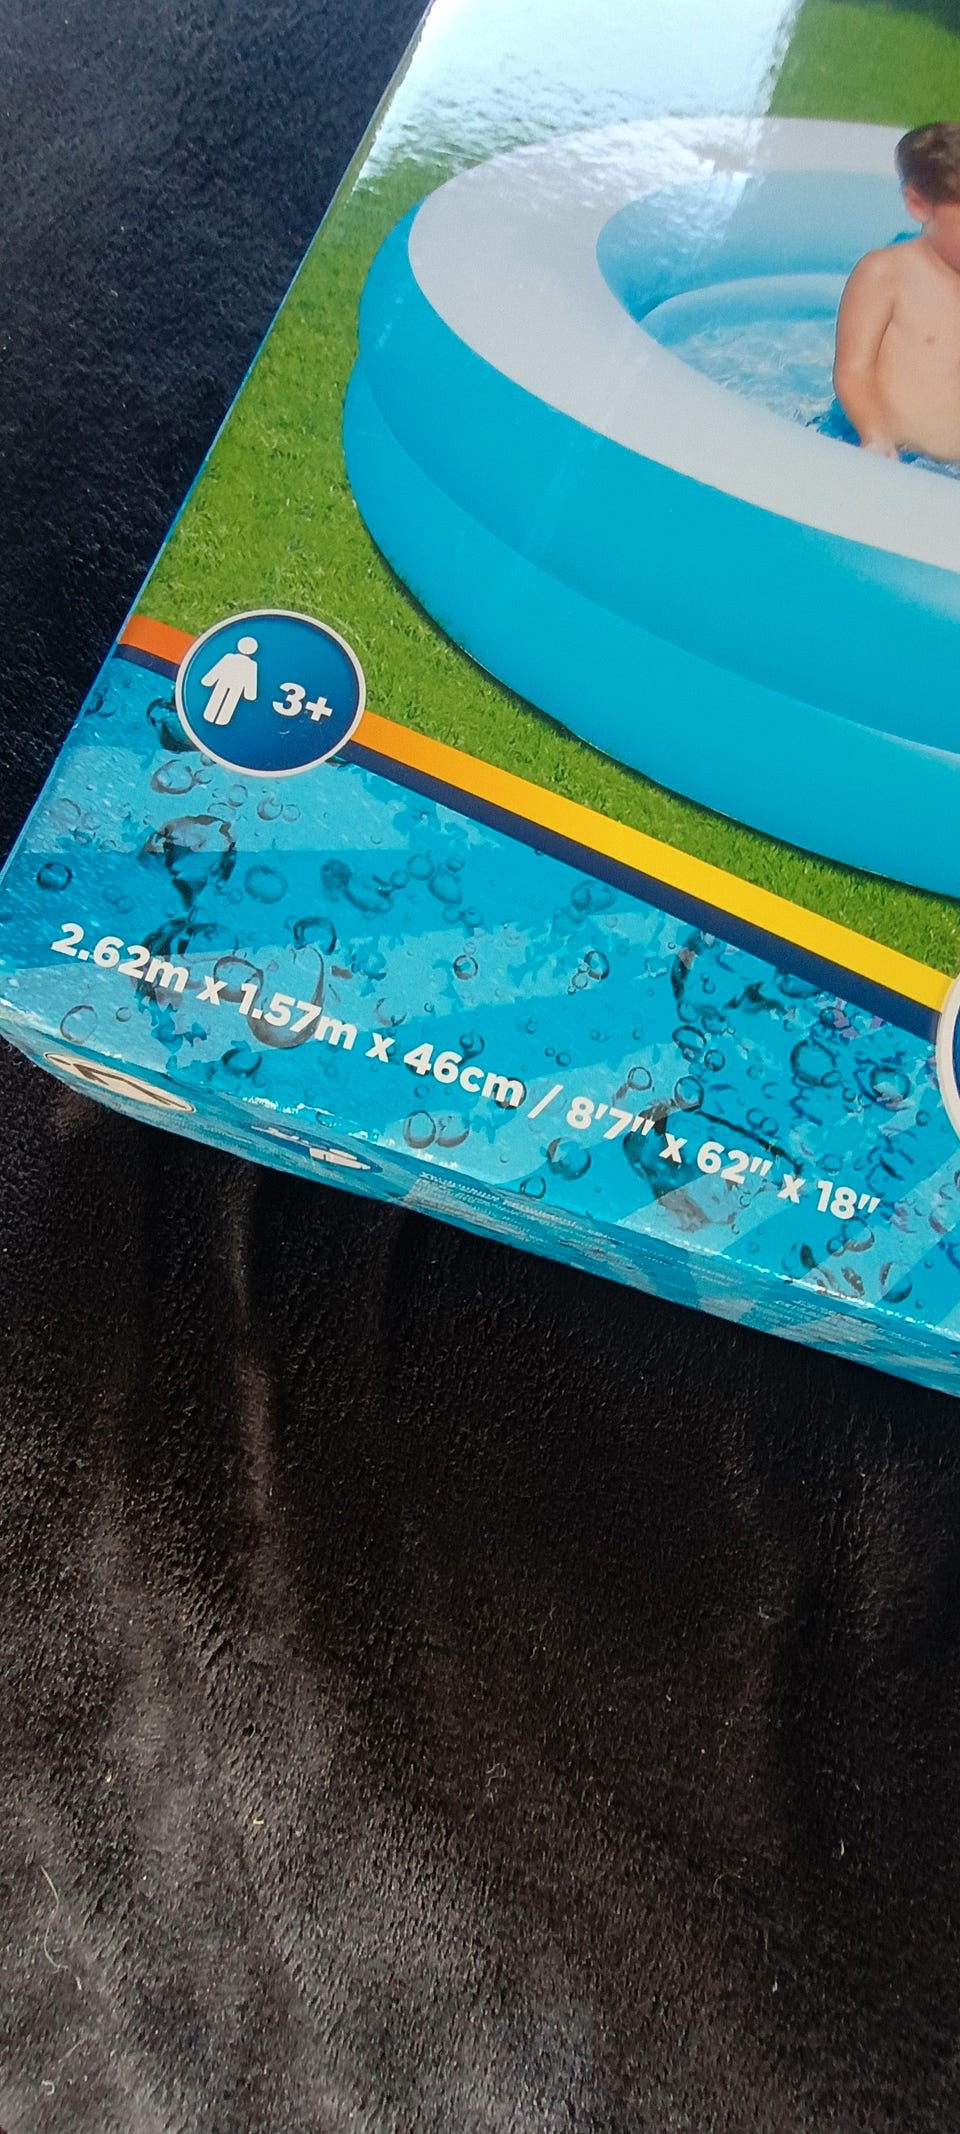 3+
2.62m x 1.57m x 46cm / 8'7" x 62" x 18"